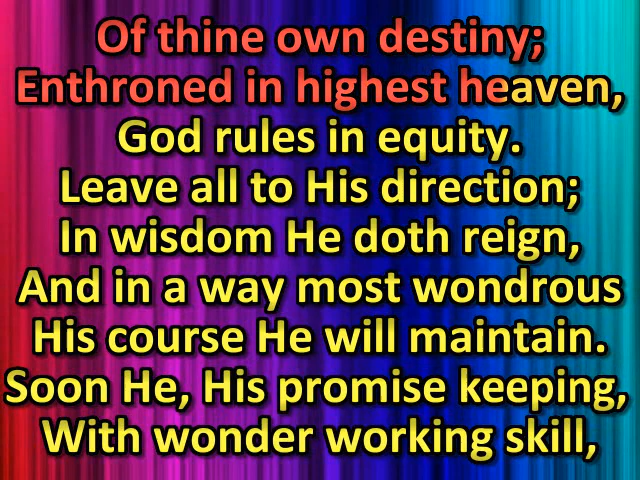 Of thine own destiny;
Enthroned in highest heaven,
God rules in equity.
Leave all to His direction;
In wisdom He doth reign,
And in a way most wondrous
His course He will maintain.
Soon He, His promise keeping,
With wonder working skill,